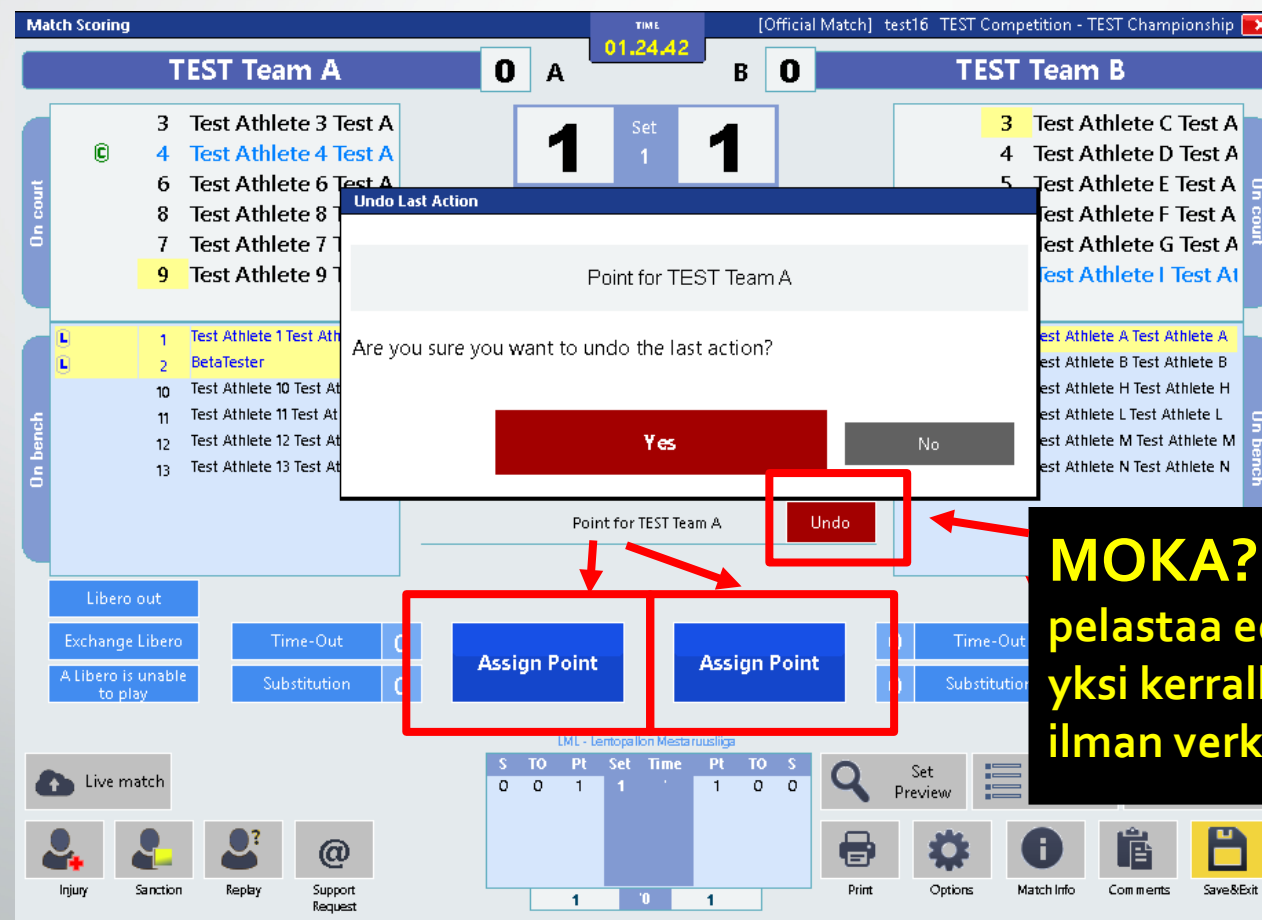 Match Scoring
TIME
01.24.42
[Official Match] test16 TEST Competition - TEST Championship
TEST Team A
0 A
B 0
TEST Team B
On court
3 Test Athlete 3 Test A
C 4 Test Athlete 4 Test A
6 Test Athlete 6 Test A
8 Test Athlete 8 T
7 Test Athlete 7 T
9 Test Athlete 9 T
1 Set 1 1
3 Test Athlete C Test A
4 Test Athlete D Test A
5 Test Athlete E Test A
Test Athlete F Test A
Test Athlete G Test A
Test Athlete I Test At
On court
Undo Last Action
Point for TEST Team A
Are you sure you want to undo the last action?
Yes
No
On bench
L 1 Test Athlete 1 Test Ath
L 2 BetaTester
10 Test Athlete 10 Test At
11 Test Athlete 11 Test At
12 Test Athlete 12 Test At
13 Test Athlete 13 Test At
est Athlete A Test Athlete A
est Athlete B Test Athlete B
est Athlete H Test Athlete H
est Athlete L Test Athlete L
est Athlete M Test Athlete M
est Athlete N Test Athlete N
On bench
Point for TEST Team A
Undo
MOKA?
pelastaa
yksi
ilman
Libero out
Exchange Libero
A Libero is unable
to play
Time-Out
Substitution
Assign Point
Assign Point
Time-Out
Substitution
LML - Lentopallon Mestaruusliiga
S TO Pt Set Time Pt TO S
0 0 1 1 ' 1 0 0
1 '0 1
Live match
Set
Preview
Injury
Sanction
? Replay
@ Support
Request
Print
Options
Match Info
Comments
Save&Exit